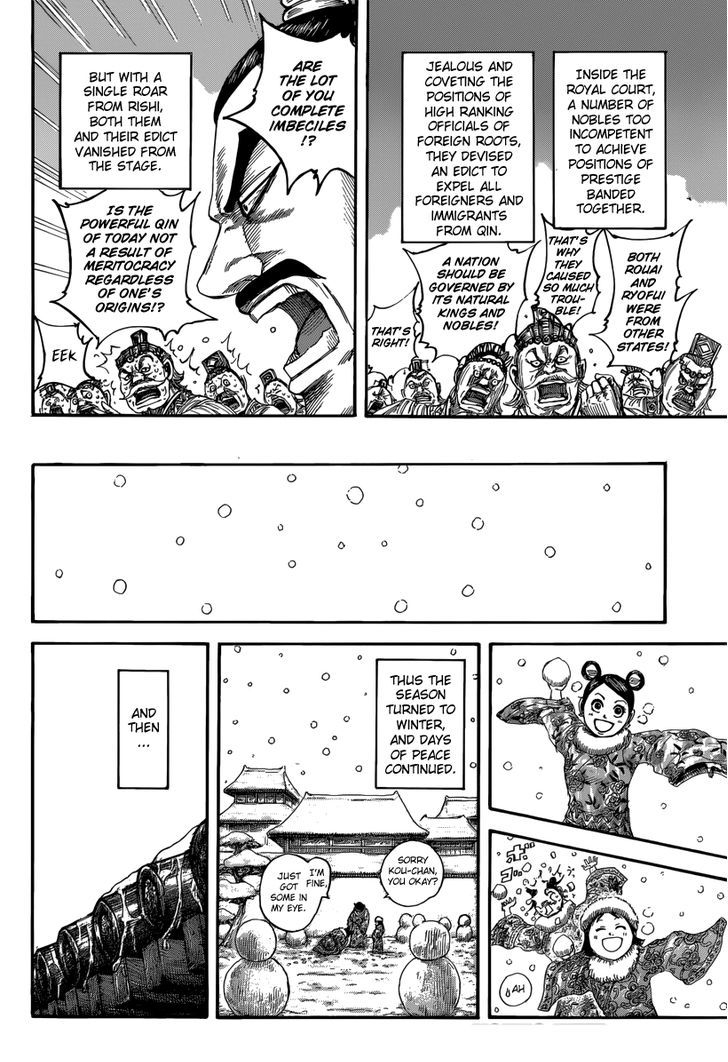 INSIDE THE
ROYAL COURT,
A NUMBER OF
NOBLES TOO
INCOMPETENT
TO ACHIEVE
POSITIONS OF
PRESTIGE
BANDED
TOGETHER.
JEALOUS AND
COVETING THE
POSITIONS OF
HIGH RANKING
OFFICIALS OF
FOREIGN ROOTS,
THEY DEVISED
AN EDICT TO
EXPEL ALL
FOREIGNERS AND
IMMIGRANTS
FROM QIN.
BOTH
ROUAI
AND
RYOFUI
WERE
FROM
OTHER
STATES!
THAT'S
WHY
THEY
CAUSED
SO MUCH
TROU-
BLE!
A NATION
SHOULD BE
GOVERNED BY
ITS NATURAL
KINGS AND
NOBLES!
THAT'S
RIGHT!
ARE
THE LOT
OF YOU
COMPLETE
IMBECILES
!?
BUT WITH A
SINGLE ROAR
FROM RISHI,
BOTH THEM
AND THEIR EDICT
VANISHED FROM
THE STAGE.
IS THE
POWERFUL QIN
OF TODAY NOT
A RESULT OF
MERITOCRACY
REGARDLESS
OF ONE'S
ORIGINS!?
EEK
AH
THUS THE
SEASON
TURNED TO
WINTER,
AND DAYS
OF PEACE
CONTINUED.
SORRY
KOU-CHAN,
YOU OKAY?
I'M
FINE,
JUST
GOT
SOME IN
MY EYE.
AND
THEN
...